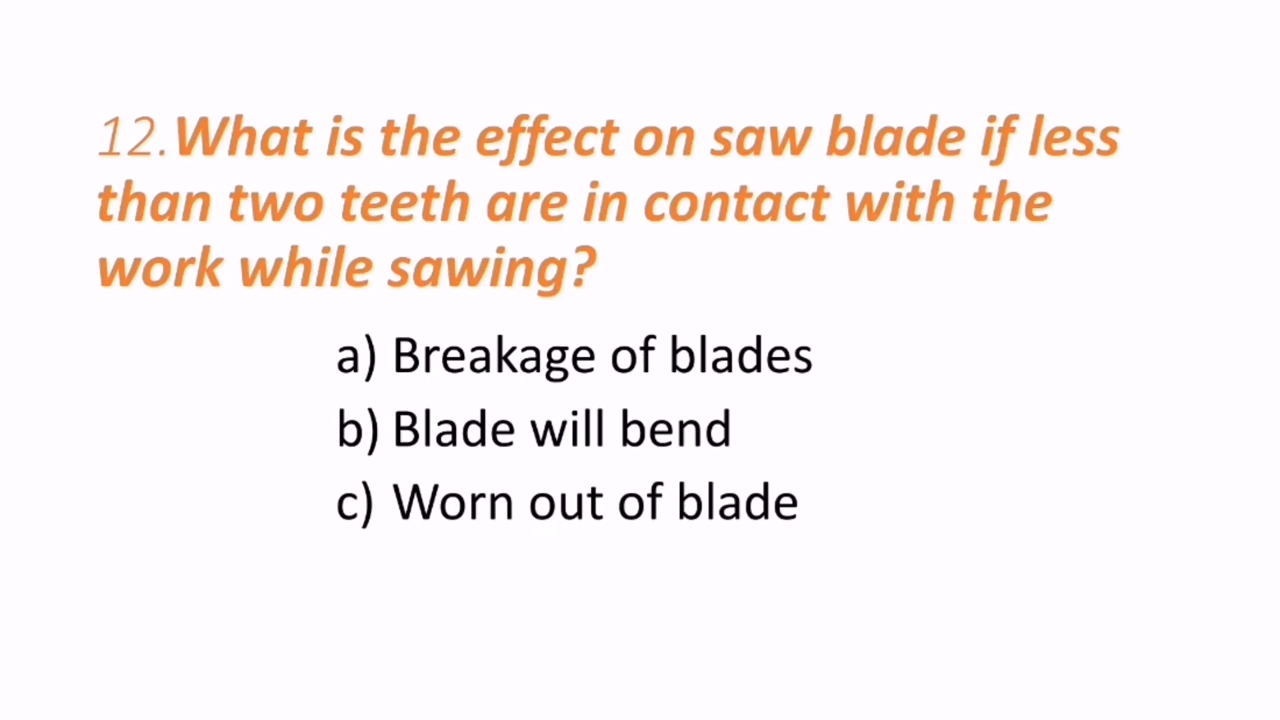 12.What is the effect on saw blade if less
than two teeth are in contact with the
work while sawing?
a) Breakage of blades
b) Blade will bend
c) Worn out of blade